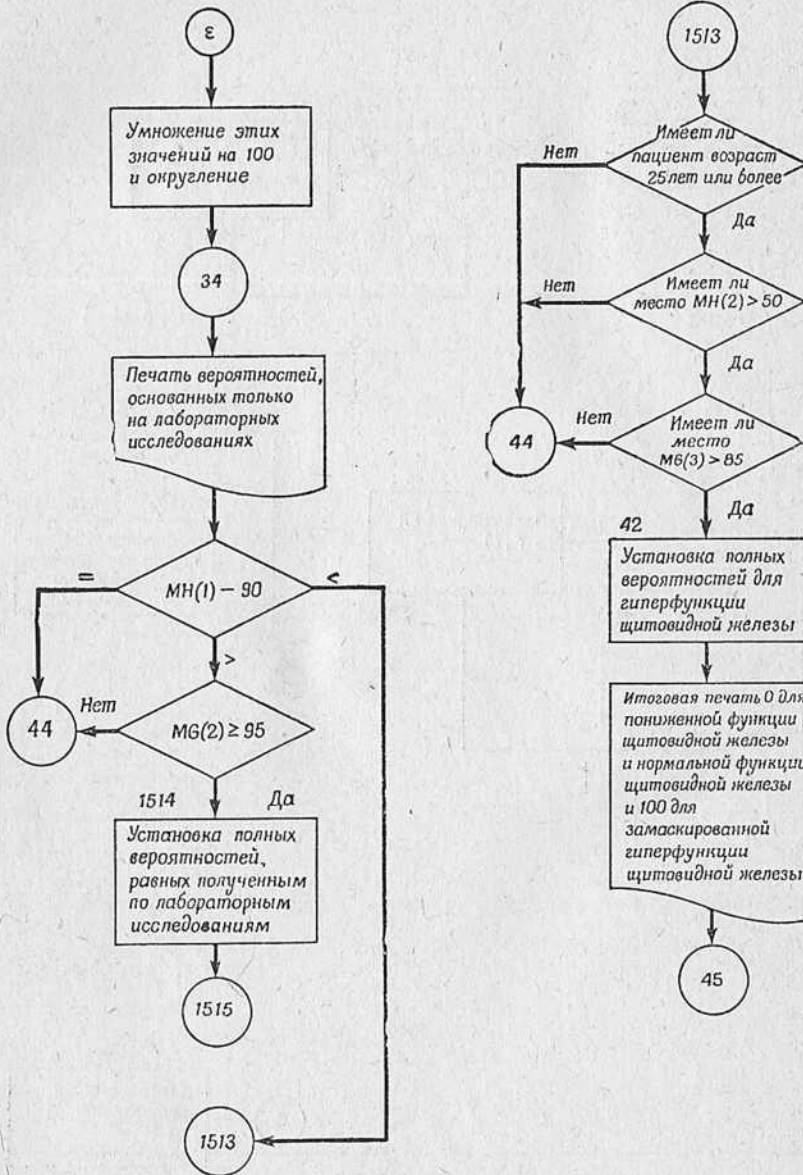 ε
Умножение этих
значений на 100
и округление
34
Печать вероятностей,
основанных только
на лабораторных
исследованиях
=
МН(1) — 90
<
>
44
Нет
МG(2) ≥ 95
1514
Да
Установка полных
вероятностей,
равных полученным
по лабораторным
исследованиям
1515
1513
1513
Имеет ли
пациент возраст
25 лет или более
Нет
Да
Имеет ли
место МН(2) > 50
Нет
Да
44
Нет
Имеет ли
место
МG(3) > 85
Да
42
Установка полных
вероятностей для
гиперфункции
щитовидной железы
Итоговая печать 0 для
пониженной функции
щитовидной железы
и нормальной функции
щитовидной железы
и 100 для
замаскированной
гиперфункции
щитовидной железы
45